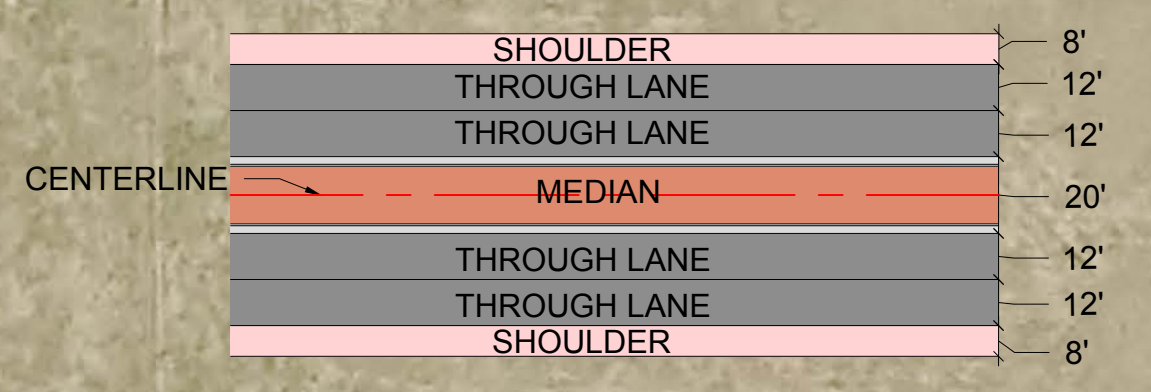 SHOULDER 8'
THROUGH LANE 12'
THROUGH LANE 12'
CENTERLINE MEDIAN 20'
THROUGH LANE 12'
THROUGH LANE 12'
SHOULDER 8'